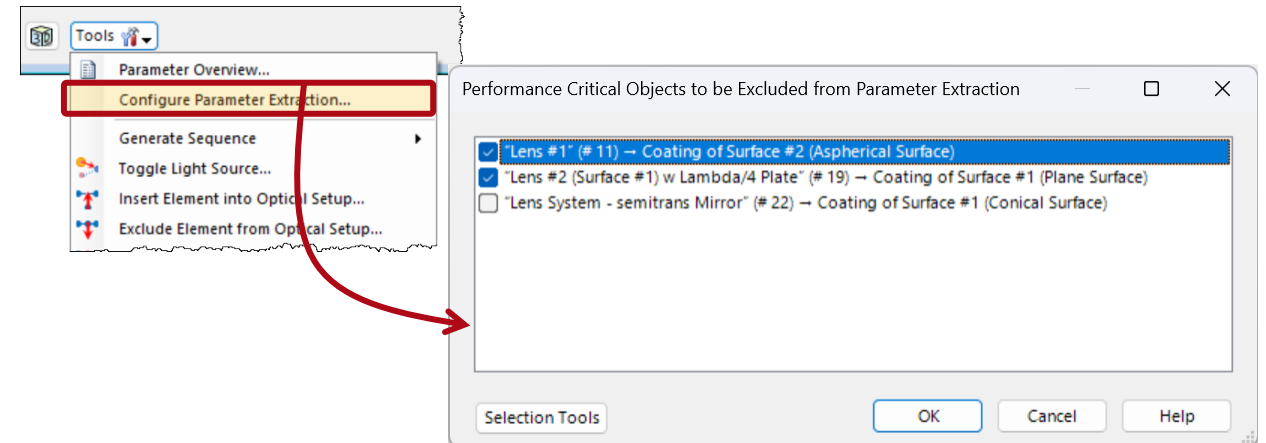 3D
Tools
Parameter Overview...
Configure Parameter Extraction...
Generate Sequence
Toggle Light Source...
Insert Element into Optical Setup...
Exclude Element from Optical Setup...
Performance Critical Objects to be Excluded from Parameter Extraction
"Lens #1" (# 11) → Coating of Surface #2 (Aspherical Surface)
"Lens #2 (Surface #1) w Lambda/4 Plate" (# 19) → Coating of Surface #1 (Plane Surface)
"Lens System - semitrans Mirror" (# 22) → Coating of Surface #1 (Conical Surface)
Selection Tools
OK
Cancel
Help